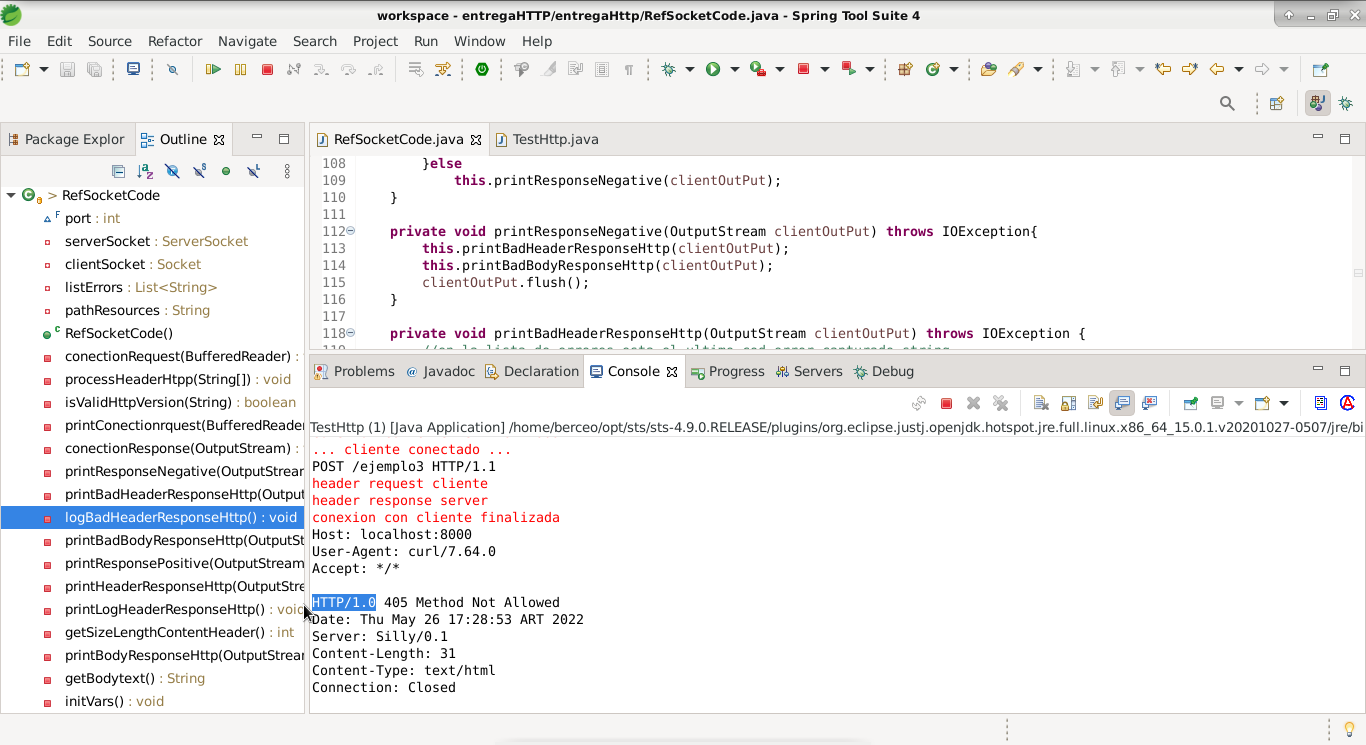 workspace - entregaHTTP/entregaHttp/RefSocketCode.java - Spring Tool Suite 4
File Edit Source Refactor Navigate Search Project Run Window Help
Package Explor Outline
> RefSocketCode
port : int
serverSocket : ServerSocket
clientSocket : Socket
listErrors : List<String>
pathResources : String
RefSocketCode()
conectionRequest(BufferedReader) :
processHeaderHtpp(String[]) : void
isValidHttpVersion(String) : boolean
printConectionrquest(BufferedReader
conectionResponse(OutputStream) :
printResponseNegative(OutputStrear
printBadHeaderResponseHttp(Output
logBadHeaderResponseHttp() : void
printBadBodyResponseHttp(OutputSt
printResponsePositive(OutputStream
printHeaderResponseHttp(OutputStre
printLogHeaderResponseHttp() : void
getSizeLengthContentHeader() : int
printBodyResponseHttp(OutputStrear
getBodytext() : String
initVars() : void
RefSocketCode.java TestHttp.java
108 }else
109 this.printResponseNegative(clientOutPut);
110 }
111
112 private void printResponseNegative(OutputStream clientOutPut) throws IOException{
113 this.printBadHeaderResponseHttp(clientOutPut);
114 this.printBadBodyResponseHttp(clientOutPut);
115 clientOutPut.flush();
116 }
117
118 private void printBadHeaderResponseHttp(OutputStream clientOutPut) throws IOException {
Problems Javadoc Declaration Console Progress Servers Debug
TestHttp (1) [Java Application] /home/berceo/opt/sts/sts-4.9.0.RELEASE/plugins/org.eclipse.justj.openjdk.hotspot.jre.full.linux.x86_64_15.0.1.v20201027-0507/jre/bi
... cliente conectado ...
POST /ejemplo3 HTTP/1.1
header request cliente
header response server
conexion con cliente finalizada
Host: localhost:8000
User-Agent: curl/7.64.0
Accept: */*
HTTP/1.0 405 Method Not Allowed
Date: Thu May 26 17:28:53 ART 2022
Server: Silly/0.1
Content-Length: 31
Content-Type: text/html
Connection: Closed